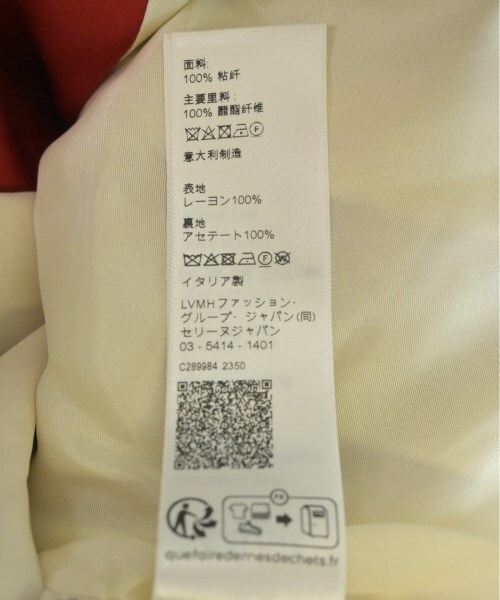 面料:
100% 粘纤
主要里料:
100% 醋酯纤维
意大利制造
表地
レーヨン100%
裏地
アセテート100%
イタリア製
LVMHファッション・
グループ・ジャパン(同)
セリーヌジャパン
03 - 5414 - 1401
C289984 2350
FR
quefairedemesdechets.fr